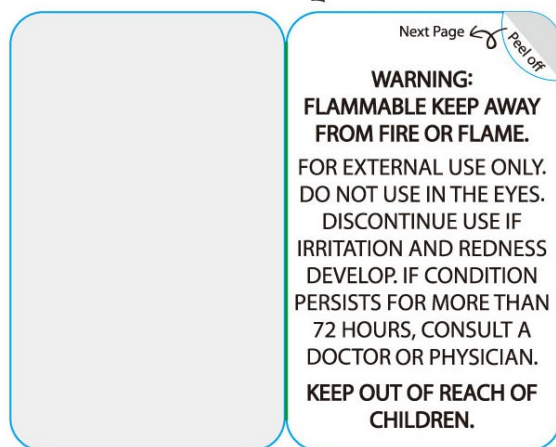 Next Page
Peel off
WARNING:
FLAMMABLE KEEP AWAY
FROM FIRE OR FLAME.
FOR EXTERNAL USE ONLY.
DO NOT USE IN THE EYES.
DISCONTINUE USE IF
IRRITATION AND REDNESS
DEVELOP. IF CONDITION
PERSISTS FOR MORE THAN
72 HOURS, CONSULT A
DOCTOR OR PHYSICIAN.
KEEP OUT OF REACH OF
CHILDREN.